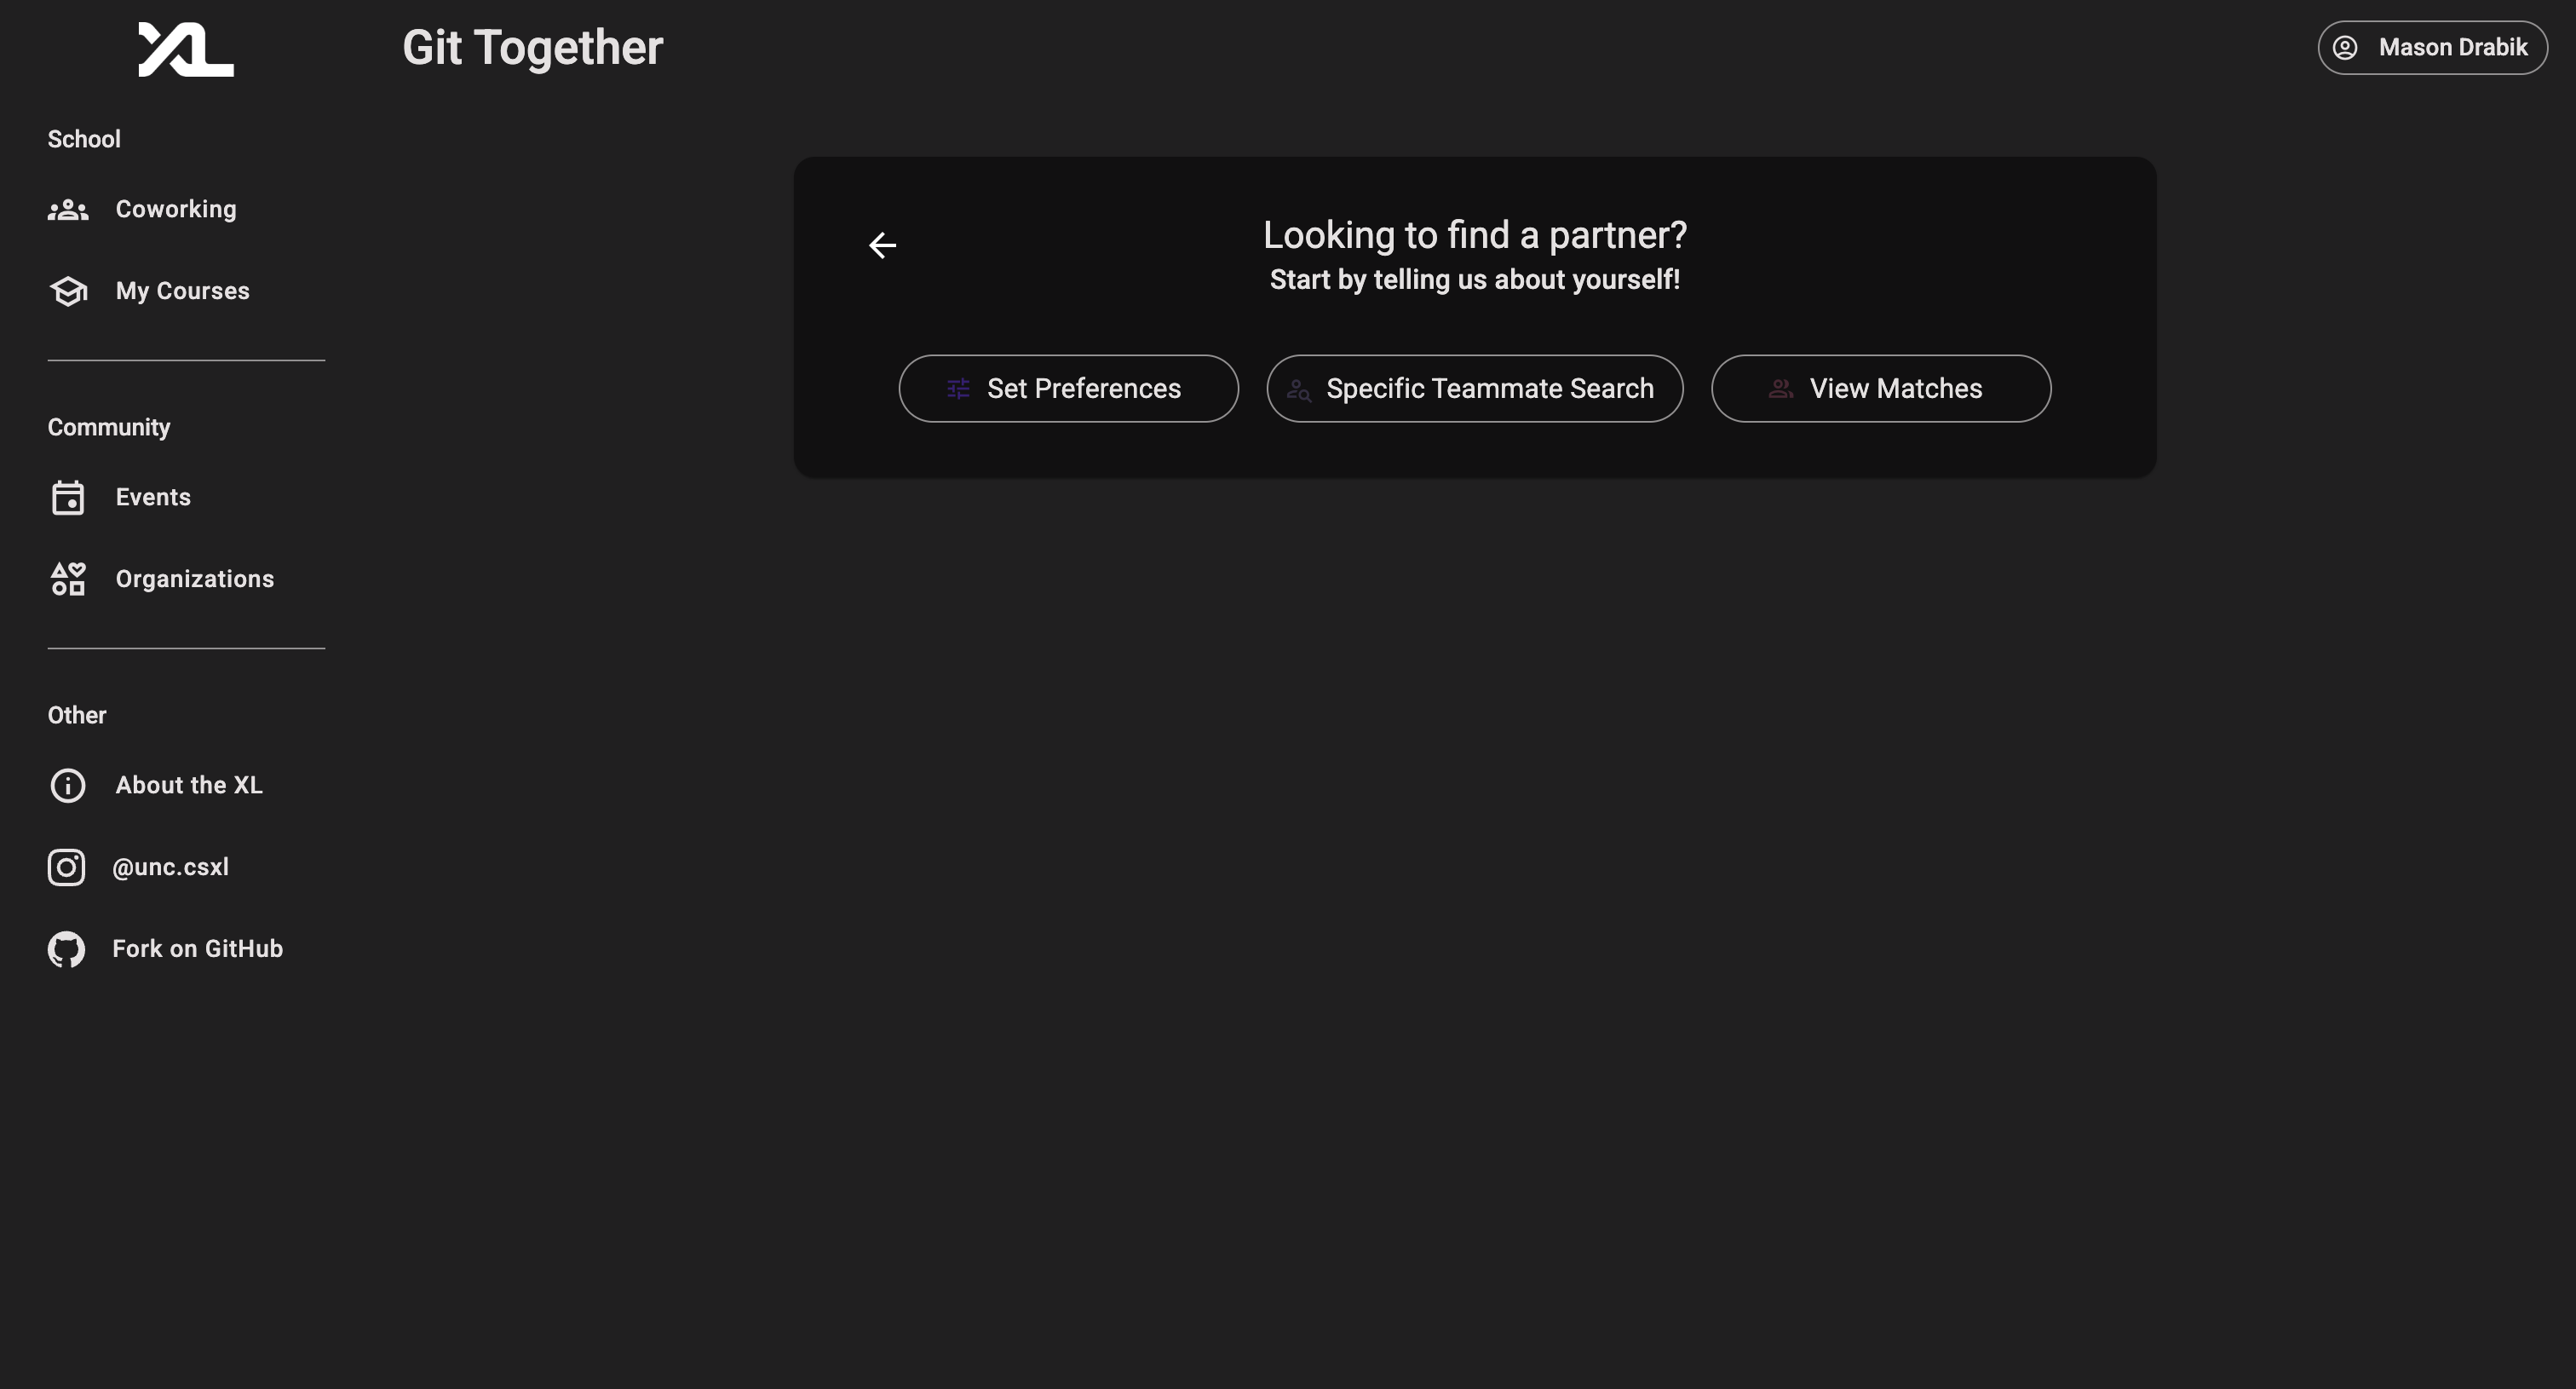 XL
Git Together
Mason Drabik
School
Coworking
My Courses
Community
Events
Organizations
Other
About the XL
@unc.csxl
Fork on GitHub
Looking to find a partner?
Start by telling us about yourself!
Set Preferences
Specific Teammate Search
View Matches